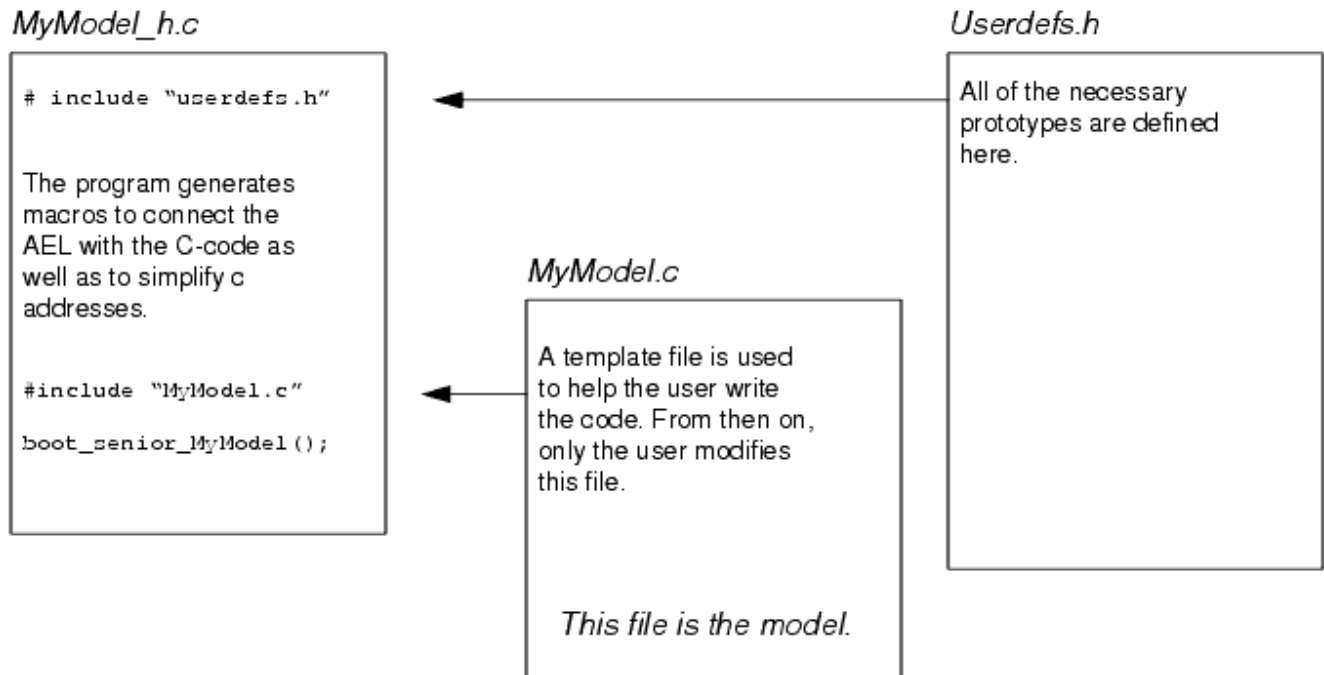 MyModel_h.c
# include “userdefs.h”
The program generates
macros to connect the
AEL with the C-code as
well as to simplify c
addresses.
#include “MyModel.c”
boot_senior_MyModel();
MyModel.c
A template file is used
to help the user write
the code. From then on,
only the user modifies
this file.
This file is the model.
Userdefs.h
All of the necessary
prototypes are defined
here.